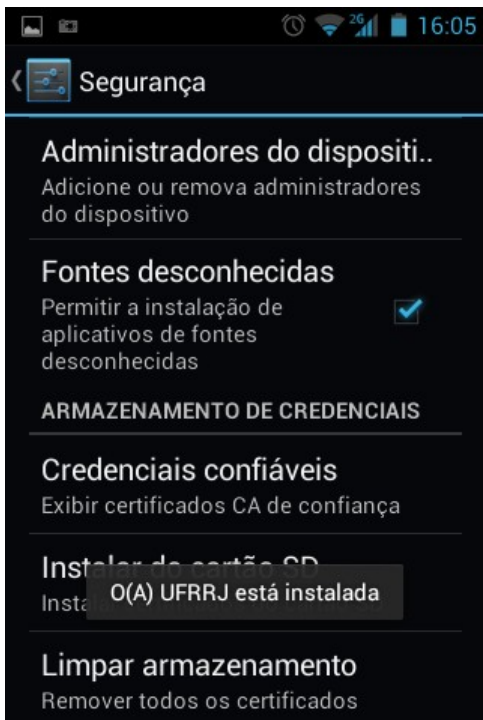 2G 16:05
Segurança
Administradores do dispositi..
Adicione ou remova administradores
do dispositivo
Fontes desconhecidas
Permitir a instalação de
aplicativos de fontes
desconhecidas
ARMAZENAMENTO DE CREDENCIAIS
Credenciais confiáveis
Exibir certificados CA de confiança
Instalar do cartão SD
O(A) UFRRJ está instalada
Limpar armazenamento
Remover todos os certificados